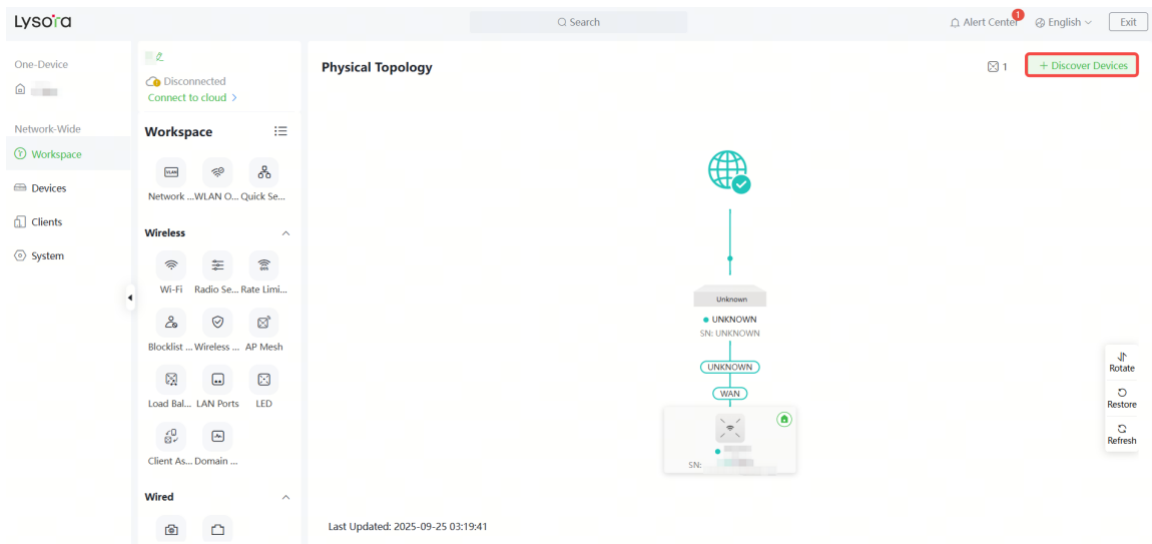 Lysora
Search
Alert Center
1
English
Exit
One-Device
Network-Wide
Workspace
Devices
Clients
System
Disconnected
Connect to cloud >
Workspace
Network ...
WLAN O...
Quick Se...
Wireless
Wi-Fi
Radio Se...
Rate Limi...
Blocklist ...
Wireless ...
AP Mesh
Load Bal...
LAN Ports
LED
Client As...
Domain ...
Wired
Physical Topology
1
+ Discover Devices
Unknown
UNKNOWN
SN: UNKNOWN
UNKNOWN
WAN
SN:
Rotate
Restore
Refresh
Last Updated: 2025-09-25 03:19:41